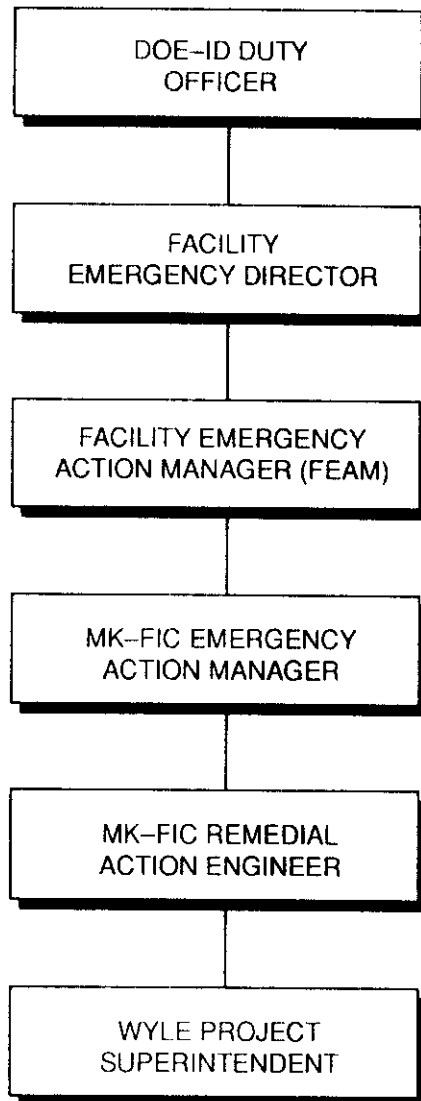 DOE–ID DUTY
OFFICER
FACILITY
EMERGENCY DIRECTOR
FACILITY EMERGENCY
ACTION MANAGER (FEAM)
MK–FIC EMERGENCY
ACTION MANAGER
MK–FIC REMEDIAL
ACTION ENGINEER
WYLE PROJECT
SUPERINTENDENT